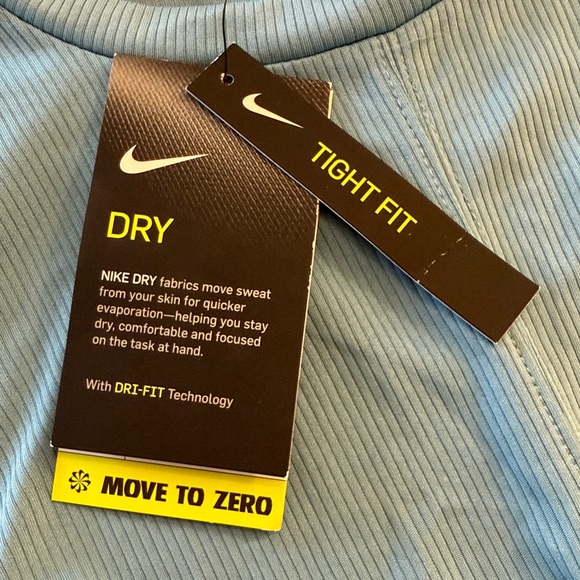 DRY
NIKE DRY fabrics move sweat
from your skin for quicker
evaporation—helping you stay
dry, comfortable and focused
on the task at hand.
With DRI-FIT Technology
MOVE TO ZERO
TIGHT FIT